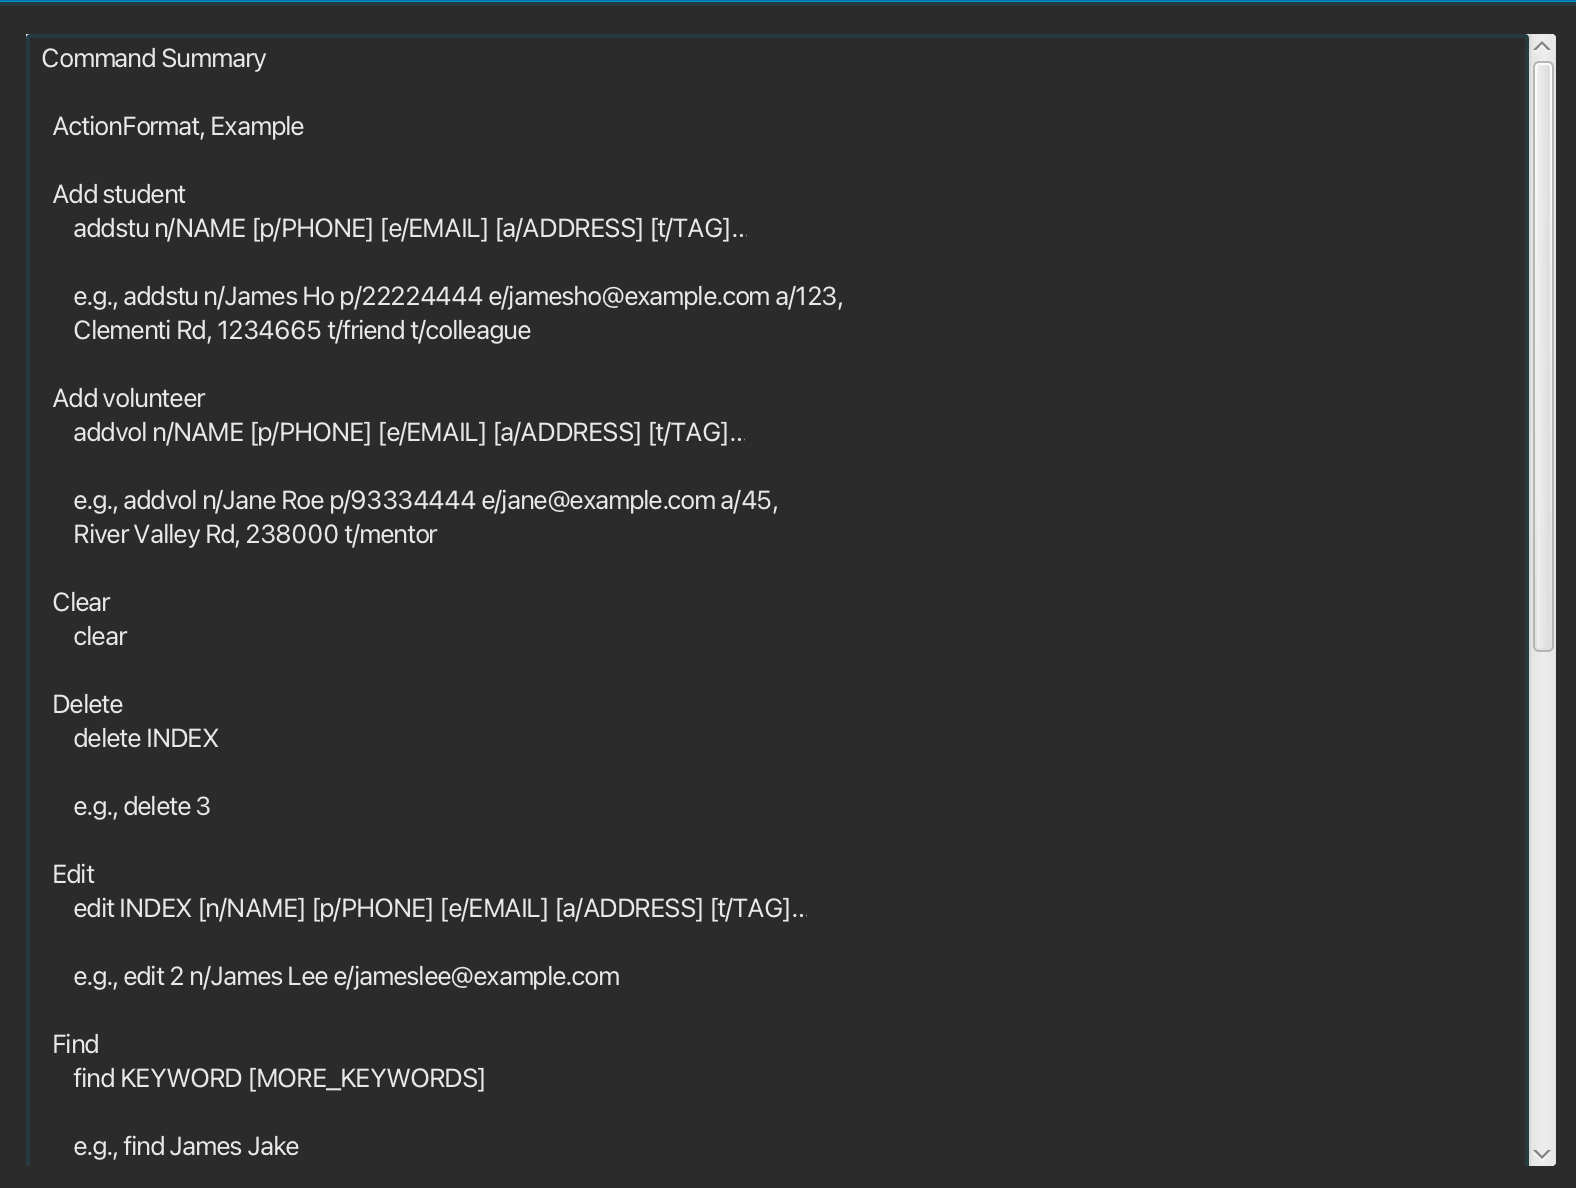 Command Summary
ActionFormat, Example
Add student
addstu n/NAME [p/PHONE] [e/EMAIL] [a/ADDRESS] [t/TAG]…
e.g., addstu n/James Ho p/22224444 e/jamesho@example.com a/123,
Clementi Rd, 1234665 t/friend t/colleague
Add volunteer
addvol n/NAME [p/PHONE] [e/EMAIL] [a/ADDRESS] [t/TAG]…
e.g., addvol n/Jane Roe p/93334444 e/jane@example.com a/45,
River Valley Rd, 238000 t/mentor
Clear
clear
Delete
delete INDEX
e.g., delete 3
Edit
edit INDEX [n/NAME] [p/PHONE] [e/EMAIL] [a/ADDRESS] [t/TAG]…
e.g., edit 2 n/James Lee e/jameslee@example.com
Find
find KEYWORD [MORE_KEYWORDS]
e.g., find James Jake